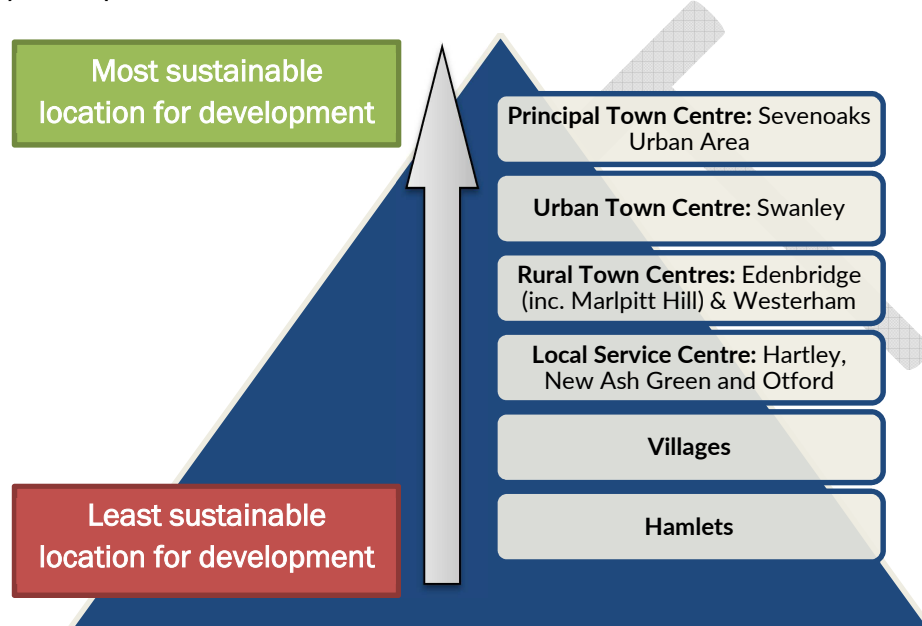 Most sustainable
location for development
Principal Town Centre: Sevenoaks
Urban Area
Urban Town Centre: Swanley
Rural Town Centres: Edenbridge
(inc. Marlpitt Hill) & Westerham
Local Service Centre: Hartley,
New Ash Green and Otford
Villages
Least sustainable
location for development
Hamlets